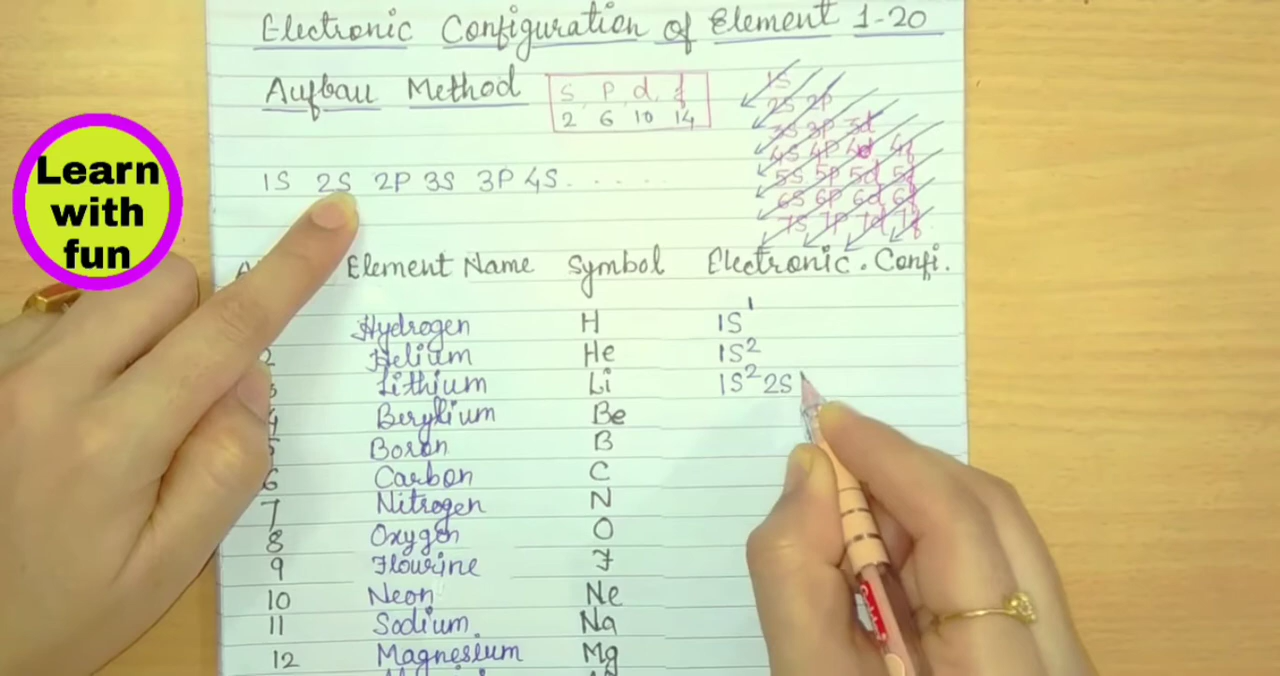 Electronic Configuration of Element 1-20
Aufbau Method
S, P, d, f
2 6 10 14
1S
2S 2P
3S 3P 3d
4S 4P 4d 4f
5S 5P 5d 5f
6S 6P 6d 6f
7S 7P 7d 7f
Learn
with
fun
1S 2S 2P 3S 3P 4S. . . . . .
Element Name Symbol Electronic. Confi.
Hydrogen H 1S¹
2 Helium He 1S²
3 Lithium Li 1S² 2S
4 Berylium Be
5 Boron B
6 Carbon C
7 Nitrogen N
8 Oxygen O
9 Flourine F
10 Neon Ne
11 Sodium Na
12 Magnesium Mg